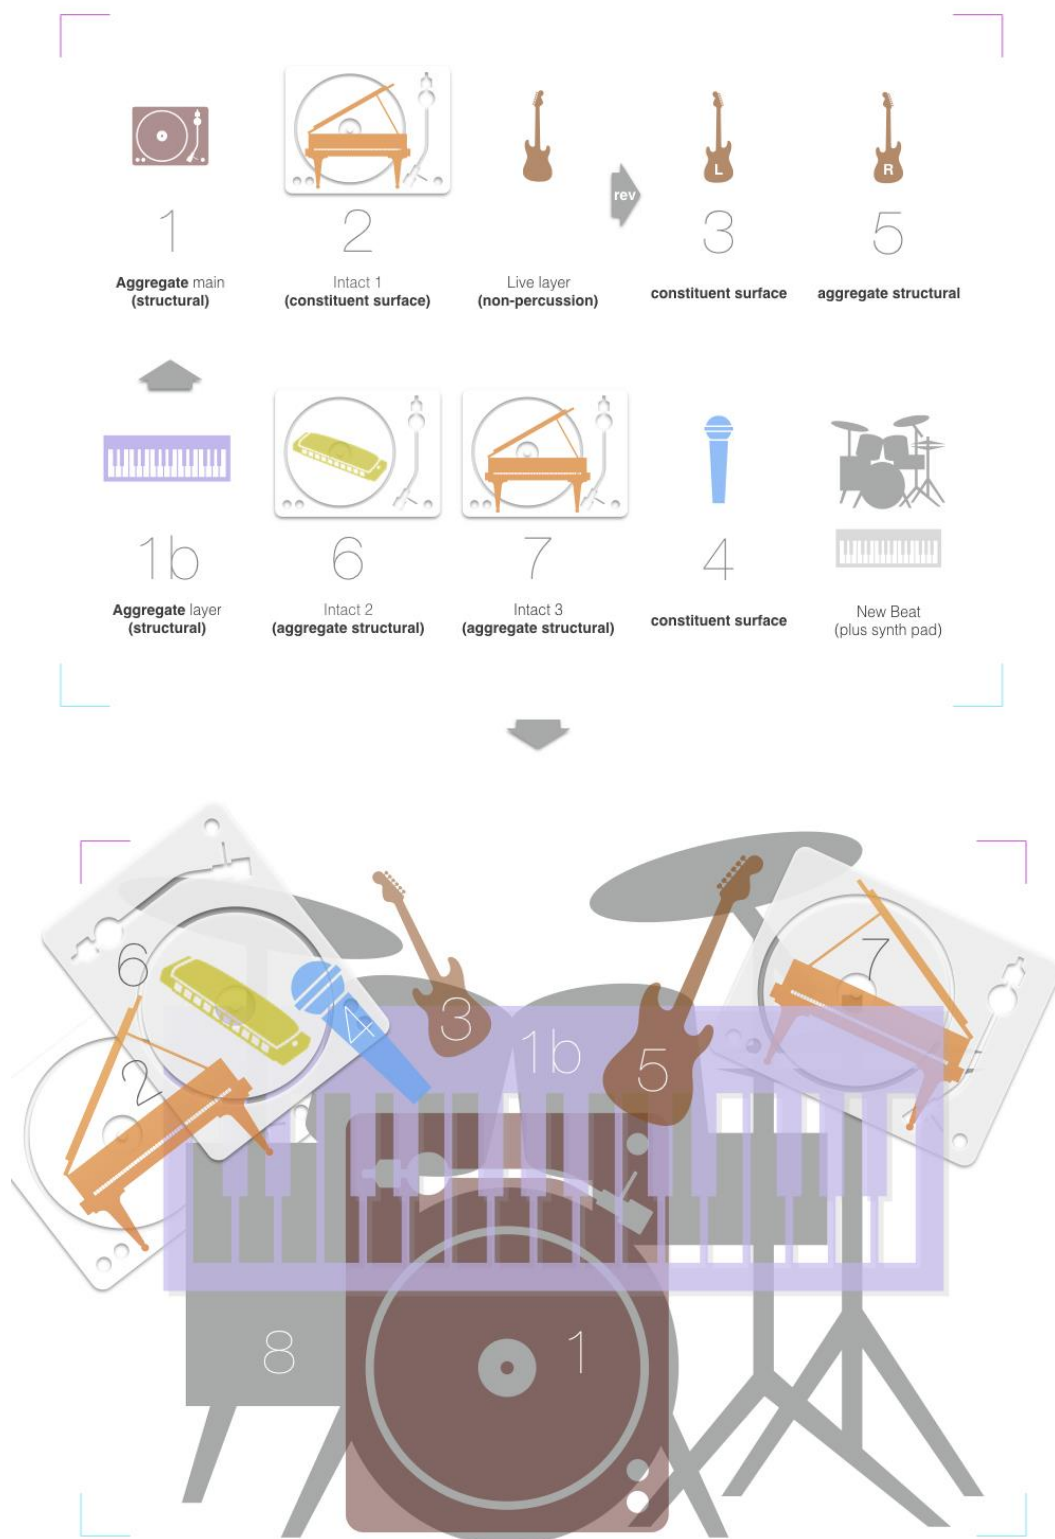 rev
L
R
1
2
3
5
Aggregate main
(structural)
Intact 1
(constituent surface)
Live layer
(non-percussion)
constituent surface
aggregate structural
1b
6
7
4
Aggregate layer
(structural)
Intact 2
(aggregate structural)
Intact 3
(aggregate structural)
constituent surface
New Beat
(plus synth pad)
6
7
4
3
1b
5
2
8
1